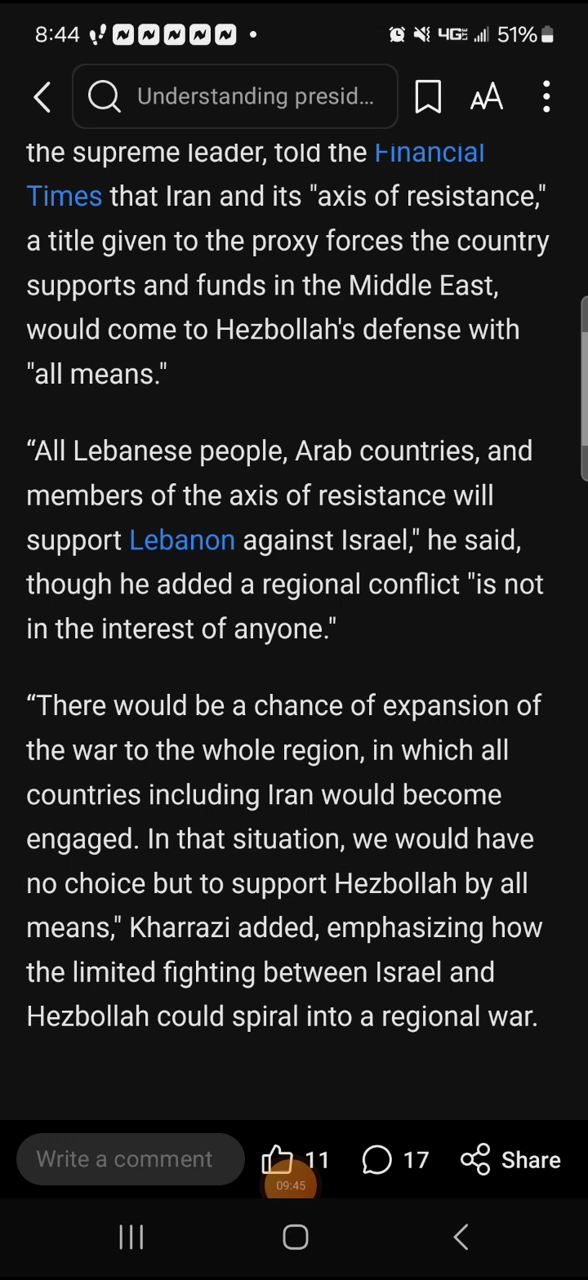 8:44
4GE 51%
Understanding presid...
AA
the supreme leader, told the Financial
Times that Iran and its "axis of resistance,"
a title given to the proxy forces the country
supports and funds in the Middle East,
would come to Hezbollah's defense with
"all means."
“All Lebanese people, Arab countries, and
members of the axis of resistance will
support Lebanon against Israel," he said,
though he added a regional conflict "is not
in the interest of anyone."
“There would be a chance of expansion of
the war to the whole region, in which all
countries including Iran would become
engaged. In that situation, we would have
no choice but to support Hezbollah by all
means," Kharrazi added, emphasizing how
the limited fighting between Israel and
Hezbollah could spiral into a regional war.
Write a comment
11
17
Share
09:45